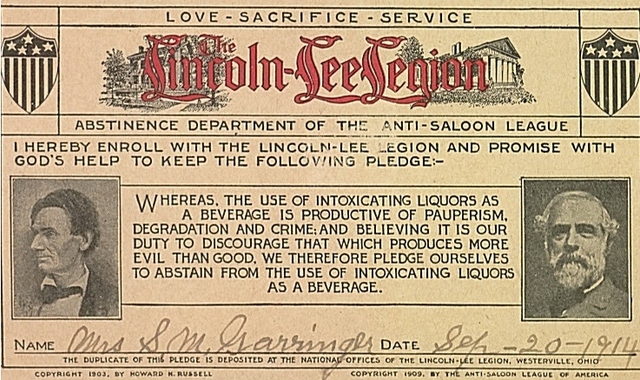 LOVE-SACRIFICE-SERVICE
The
Lincoln-Lee Legion
ABSTINENCE DEPARTMENT OF THE ANTI-SALOON LEAGUE
I HEREBY ENROLL WITH THE LINCOLN-LEE LEGION AND PROMISE WITH
GOD'S HELP TO KEEP THE FOLLOWING PLEDGE:-
WHEREAS, THE USE OF INTOXICATING LIQUORS AS
A BEVERAGE IS PRODUCTIVE OF PAUPERISM,
DEGRADATION AND CRIME; AND BELIEVING IT IS OUR
DUTY TO DISCOURAGE THAT WHICH PRODUCES MORE
EVIL THAN GOOD, WE THEREFORE PLEDGE OURSELVES
TO ABSTAIN FROM THE USE OF INTOXICATING LIQUORS
AS A BEVERAGE.
NAME Mrs S. M. Garringer DATE Sep-20-1914
THE DUPLICATE OF THIS PLEDGE IS DEPOSITED AT THE NATIONAL OFFICES OF THE LINCOLN-LEE LEGION, WESTERVILLE, OHIO
COPYRIGHT 1903, BY HOWARD H. RUSSELL COPYRIGHT 1909, BY THE ANTI-SALOON LEAGUE OF AMERICA